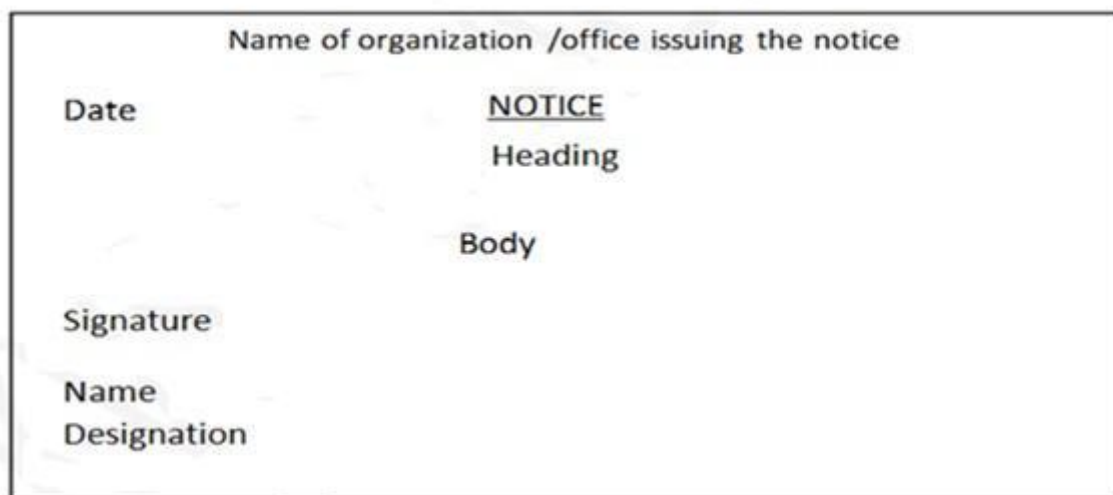 Name of organization /office issuing the notice
Date NOTICE
Heading
Body
Signature
Name
Designation